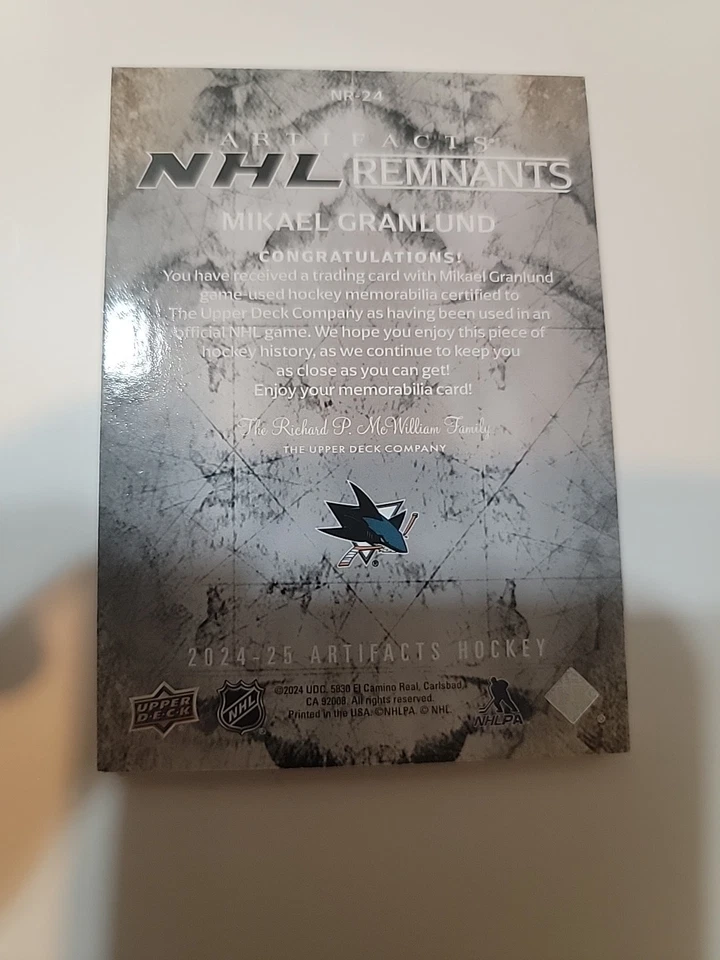 NR-24
ARTIFACTS
NHL REMNANTS
MIKAEL GRANLUND
CONGRATULATIONS!
You have received a trading card with Mikael Granlund
game-used hockey memorabilia certified to
The Upper Deck Company as having been used in an
official NHL game. We hope you enjoy this piece of
hockey history, as we continue to keep you
as close as you can get!
Enjoy your memorabilia card!
The Richard P. McWilliam Family
THE UPPER DECK COMPANY
®
2024-25 ARTIFACTS HOCKEY
UPPER
DECK
NHL
©2024 UDC, 5830 El Camino Real, Carlsbad,
CA 92008. All rights reserved.
Printed in the USA. ©NHLPA. © NHL.
NHLPA
®